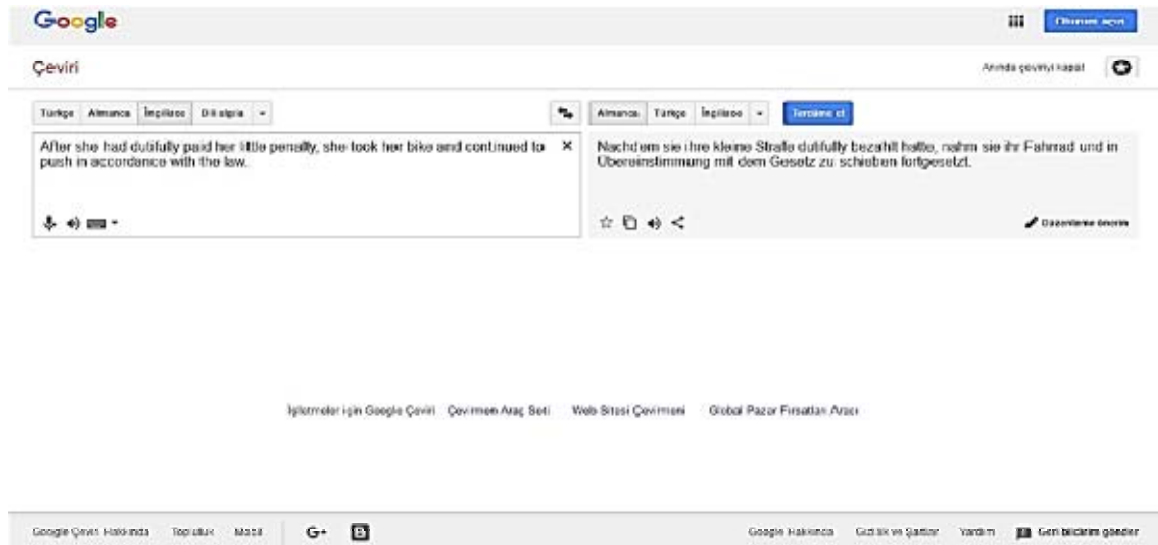 Google
Oturum açın
Çeviri
Anında çeviriyi kapat
Türkçe Almanca İngilizce Dili algıla
Almanca Türkçe İngilizce Tercüme et
After she had dutifully paid her little penalty, she took her bike and continued to
push in accordance with the law.
Nachdem sie ihre kleine Strafe dutifully bezahlt hatte, nahm sie ihr Fahrrad und in
Übereinstimmung mit dem Gesetz zu schieben fortgesetzt.
Düzenleme önerin
İşletmeler için Google Çeviri Çevirmen Araç Seti Web Sitesi Çevirmeni Global Pazar Fırsatları Aracı
Google Çeviri Hakkında Topluluk Mobil G+ B Google Hakkında Gizlilik ve Şartlar Yardım Geri bildirim gönder